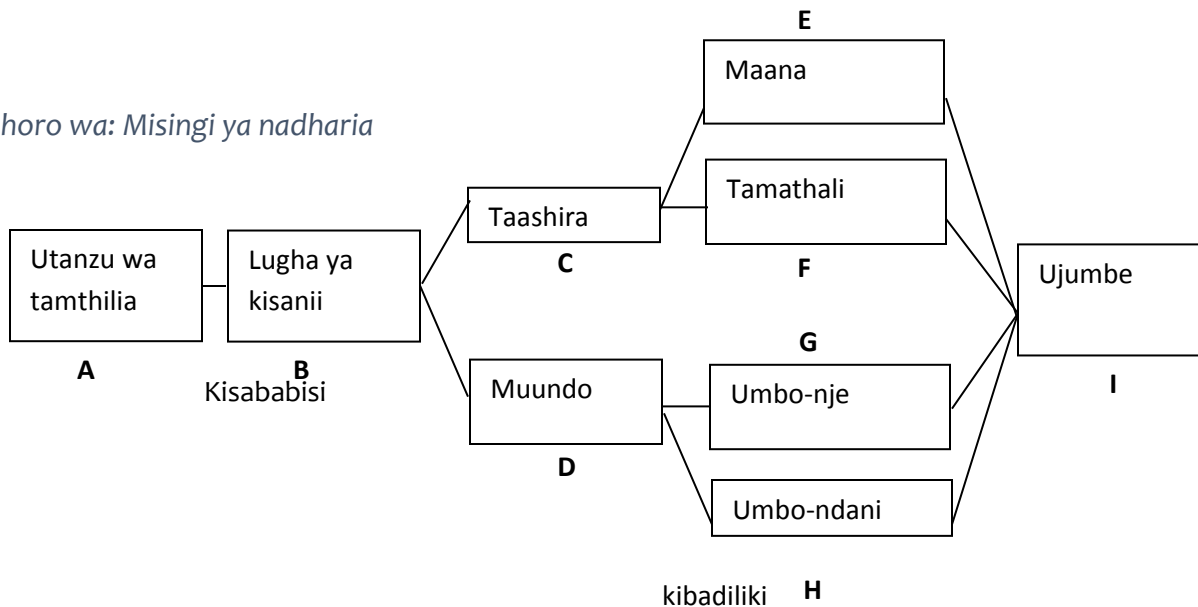 horo wa: Misingi ya nadharia
E
Maana
Tamathali
F
Taashira
C
Utanzu wa
tamthilia
A
Lugha ya
kisanii
B
Kisababisi
Ujumbe
I
G
Muundo
D
Umbo-nje
Umbo-ndani
kibadiliki H